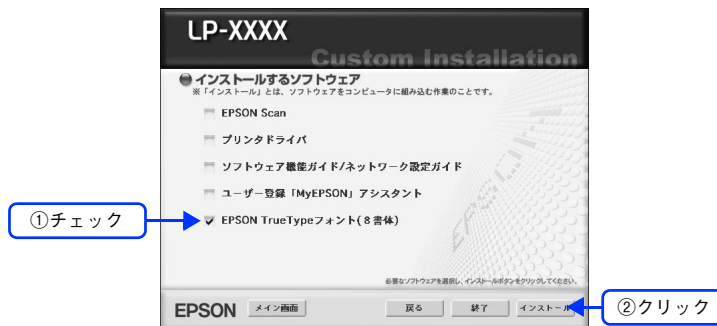 LP-XXXX
Custom Installation
インストールするソフトウェア
※「インストール」とは、ソフトウェアをコンピュータに組み込む作業のことです。
EPSON Scan
プリンタドライバ
ソフトウェア機能ガイド/ネットワーク設定ガイド
ユーザー登録「MyEPSON」アシスタント
①チェック
EPSON TrueTypeフォント(8書体)
必要なソフトウェアを選択し、インストールボタンをクリックしてください。
EPSON メイン画面 戻る 終了 インストール ②クリック
EPSON